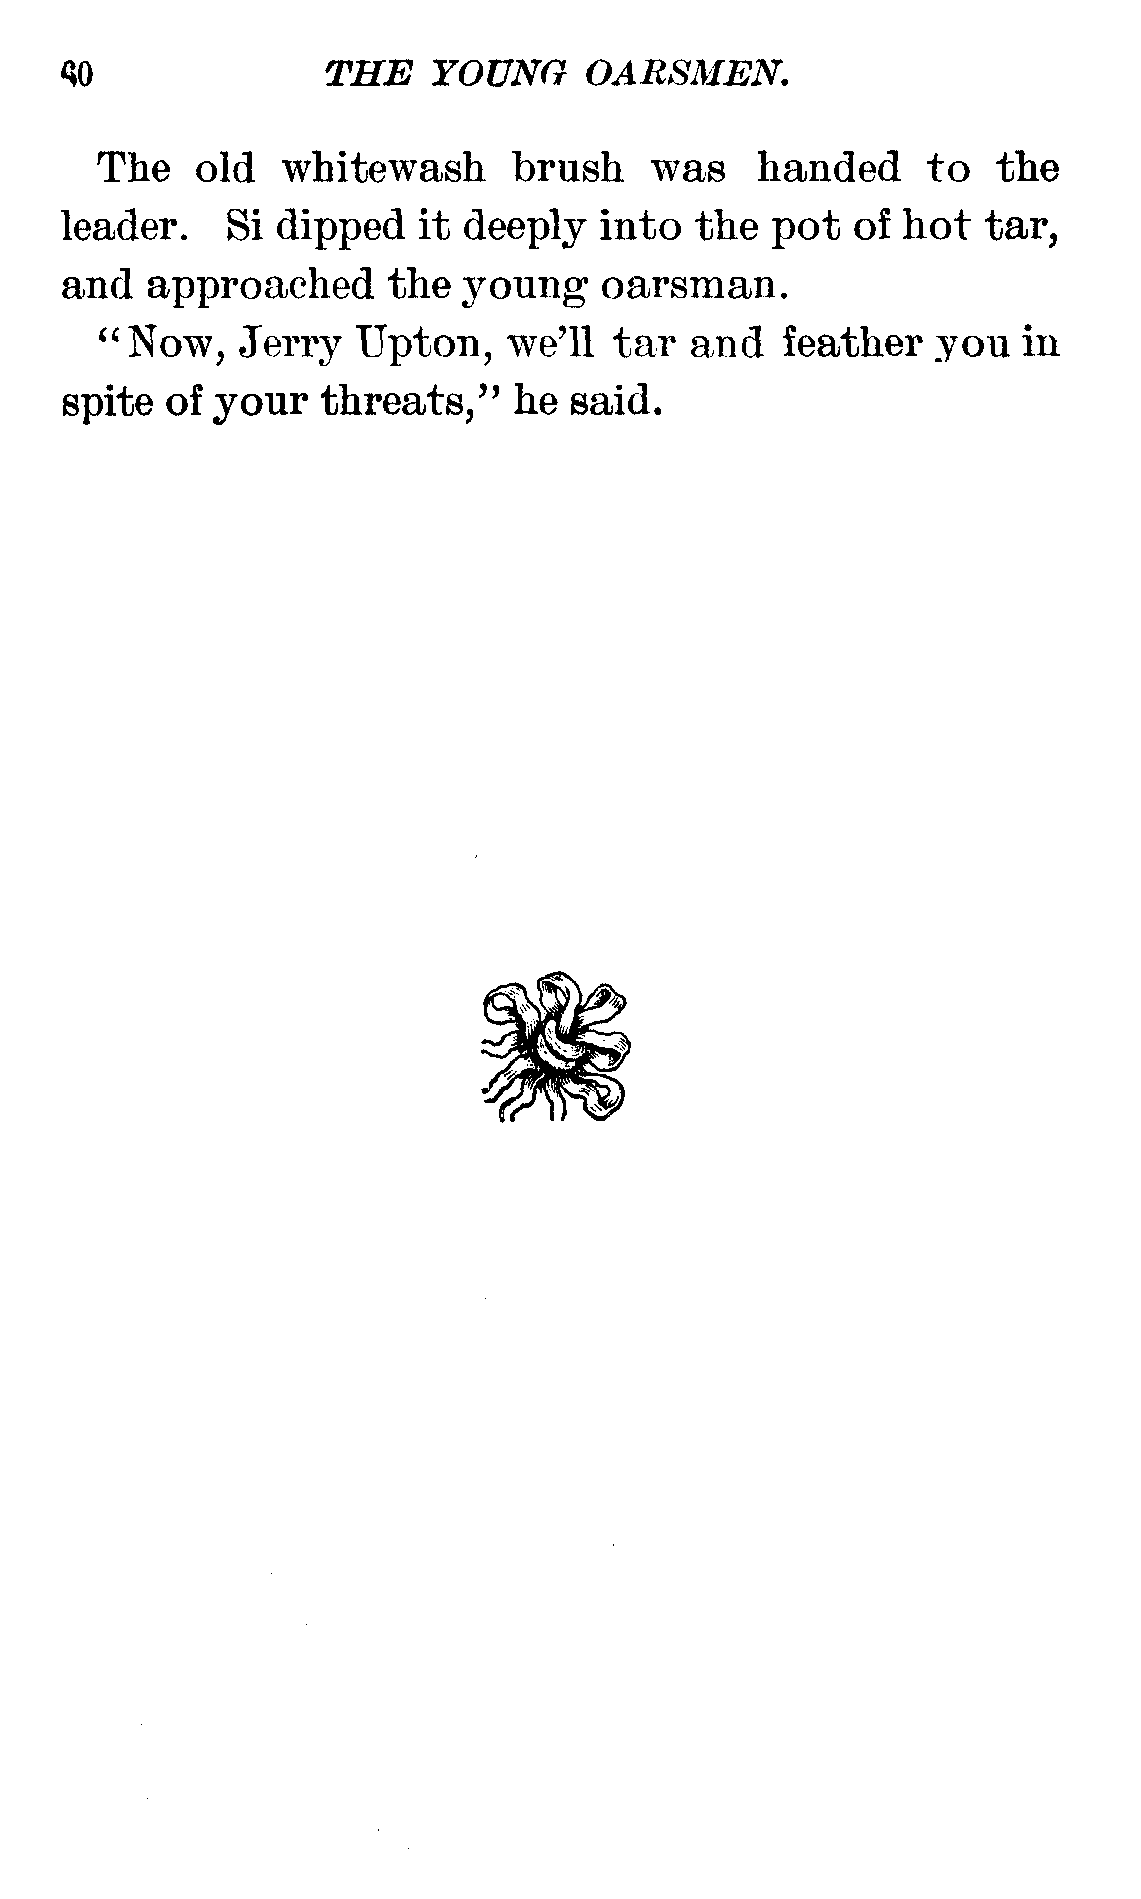 60 THE YOUNG OARSMEN.
The old whitewash brush was handed to the
leader. Si dipped it deeply into the pot of hot tar,
and approached the young oarsman.
“Now, Jerry Upton, we’ll tar and feather you in
spite of your threats,” he said.